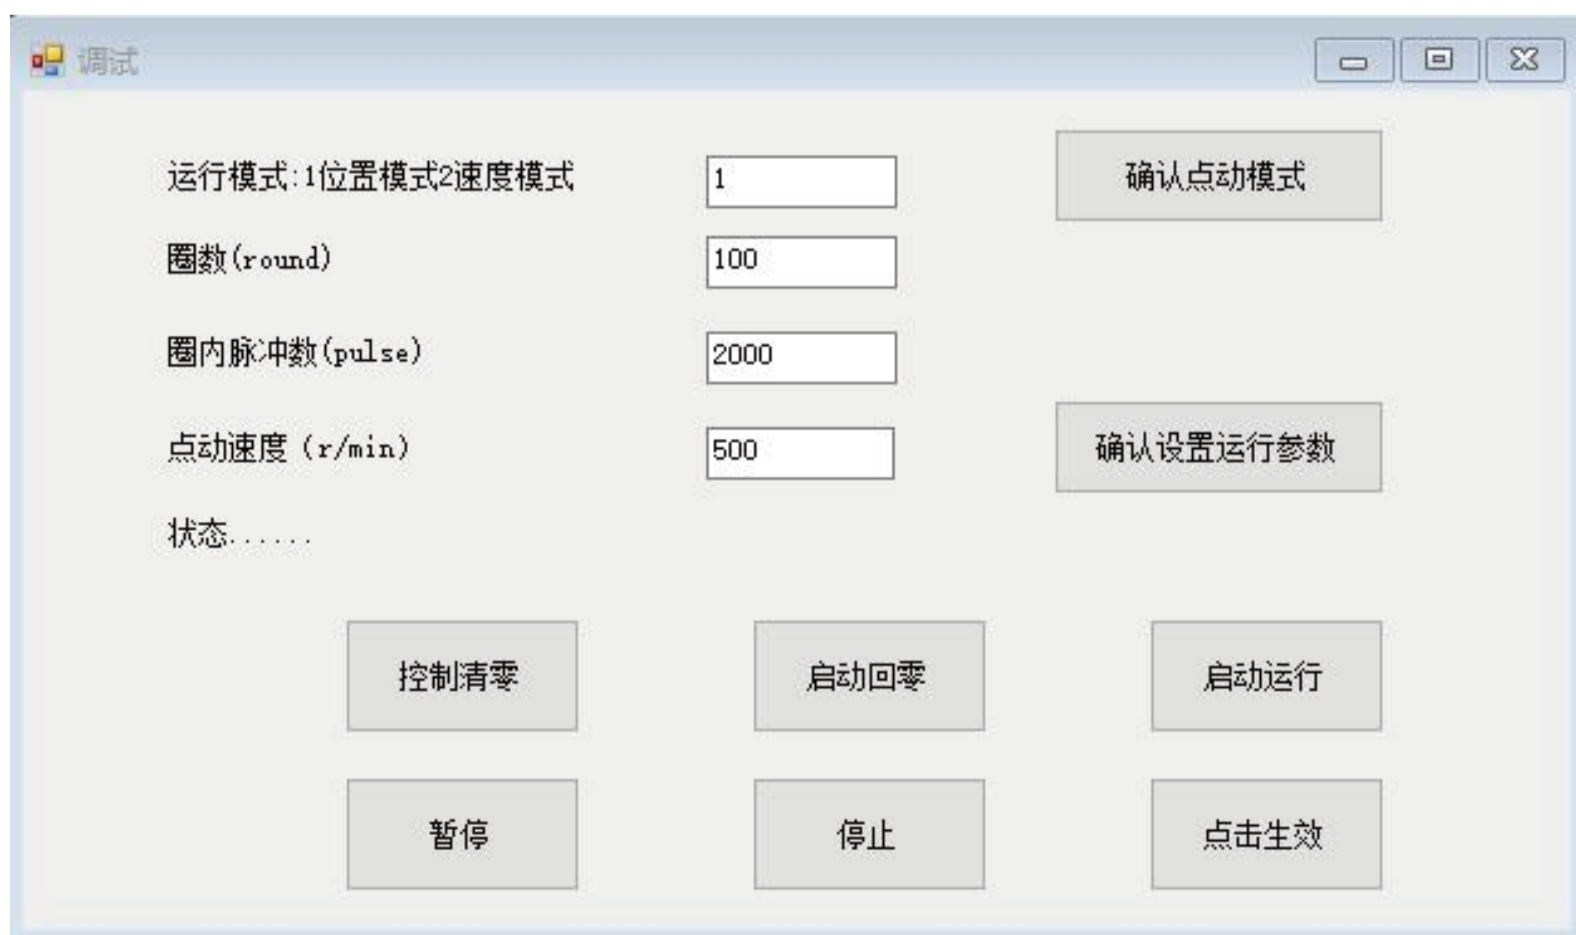 调试
运行模式:1位置模式2速度模式
1
确认点动模式
圈数(round)
100
圈内脉冲数(pulse)
2000
点动速度 (r/min)
500
确认设置运行参数
状态......
控制清零
启动回零
启动运行
暂停
停止
点击生效